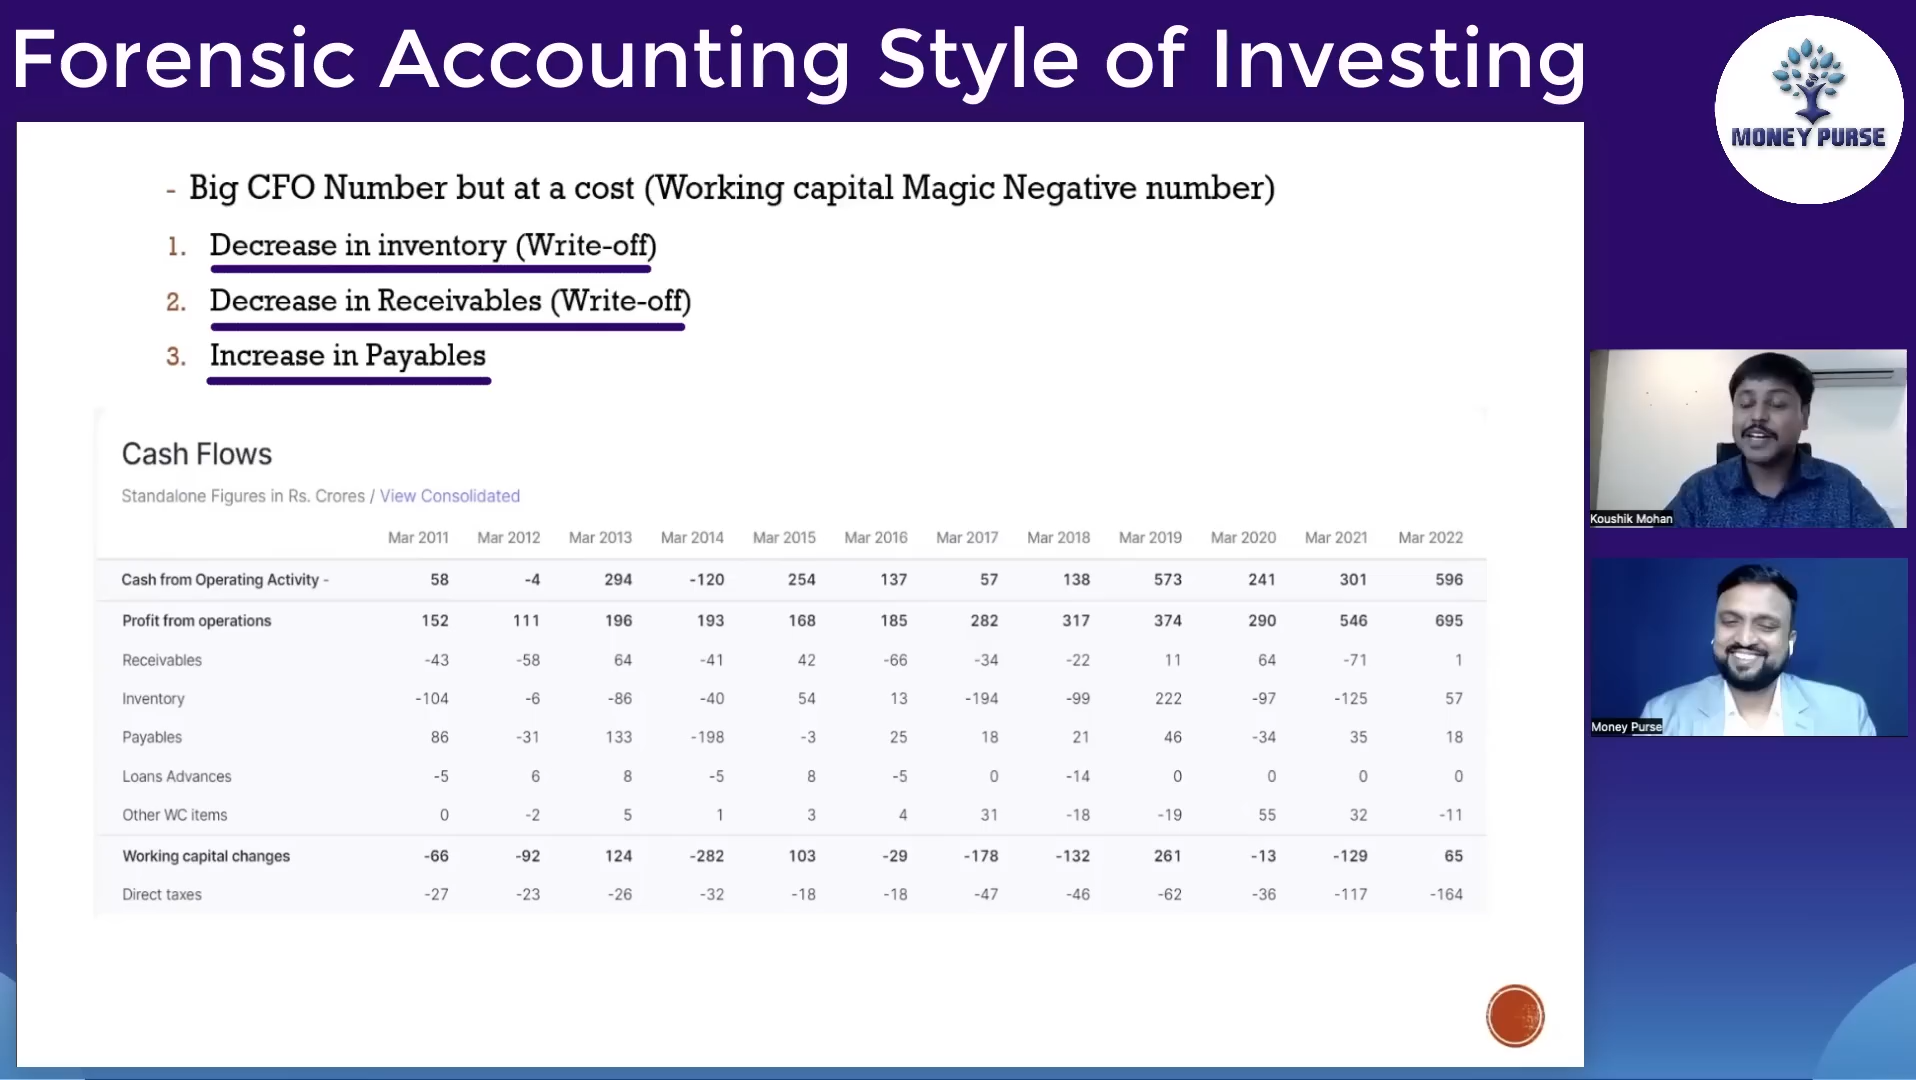 Forensic Accounting Style of Investing
MONEY PURSE
- Big CFO Number but at a cost (Working capital Magic Negative number)
1. Decrease in inventory (Write-off)
2. Decrease in Receivables (Write-off)
3. Increase in Payables
Cash Flows
Standalone Figures in Rs. Crores / View Consolidated
Mar 2011 Mar 2012 Mar 2013 Mar 2014 Mar 2015 Mar 2016 Mar 2017 Mar 2018 Mar 2019 Mar 2020 Mar 2021 Mar 2022
Cash from Operating Activity - 58 -4 294 -120 254 137 57 138 573 241 301 596
Profit from operations 152 111 196 193 168 185 282 317 374 290 546 695
Receivables -43 -58 64 -41 42 -66 -34 -22 11 64 -71 1
Inventory -104 -6 -86 -40 54 13 -194 -99 222 -97 -125 57
Payables 86 -31 133 -198 -3 25 18 21 46 -34 35 18
Loans Advances -5 6 8 -5 8 -5 0 -14 0 0 0 0
Other WC items 0 -2 5 1 3 4 31 -18 -19 55 32 -11
Working capital changes -66 -92 124 -282 103 -29 -178 -132 261 -13 -129 65
Direct taxes -27 -23 -26 -32 -18 -18 -47 -46 -62 -36 -117 -164
Koushik Mohan
Money Purse